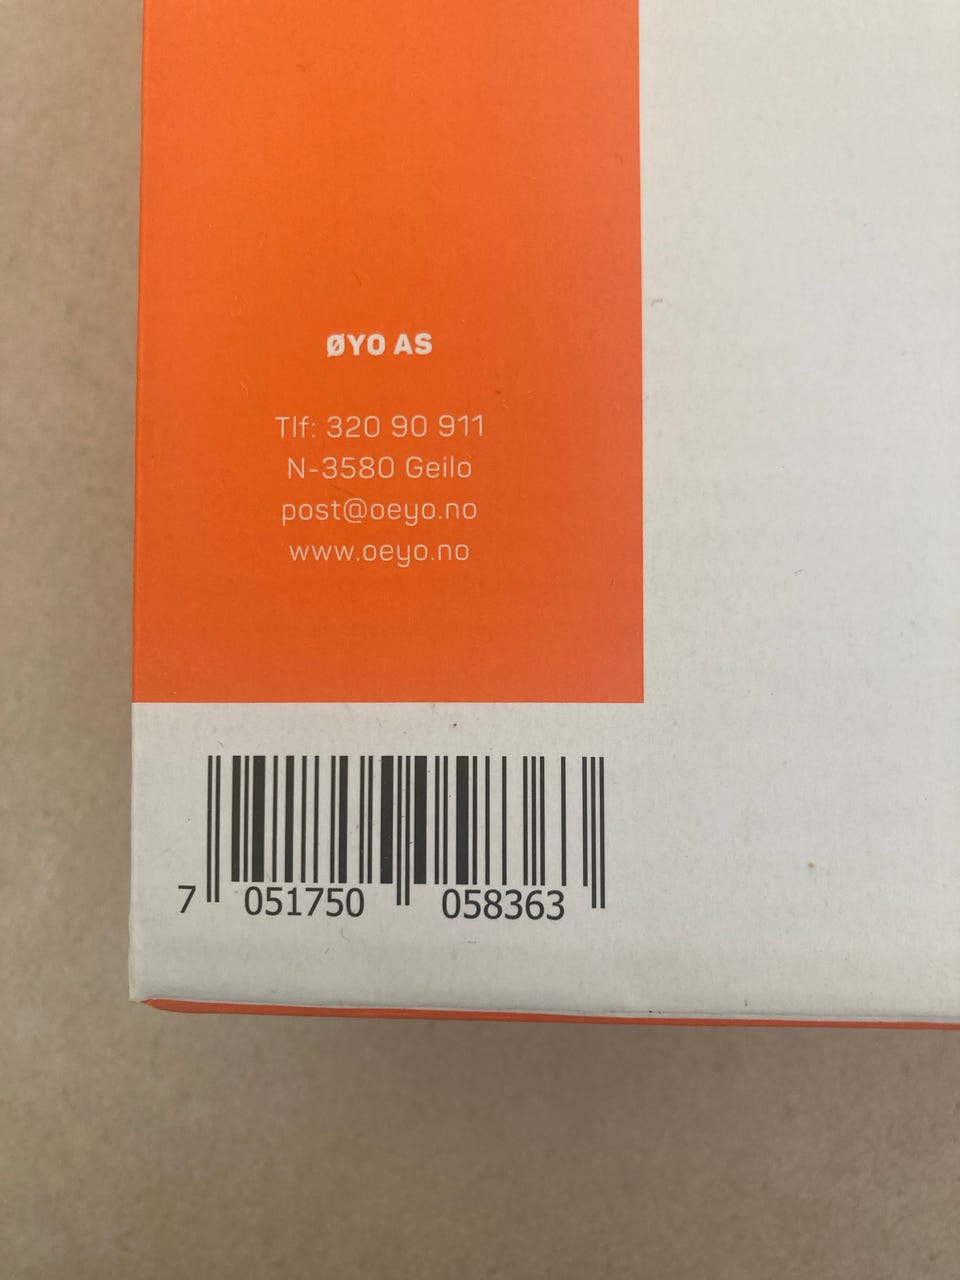 ØYO AS
Tlf: 320 90 911
N-3580 Geilo
post@oeyo.no
www.oeyo.no
7 051750 058363